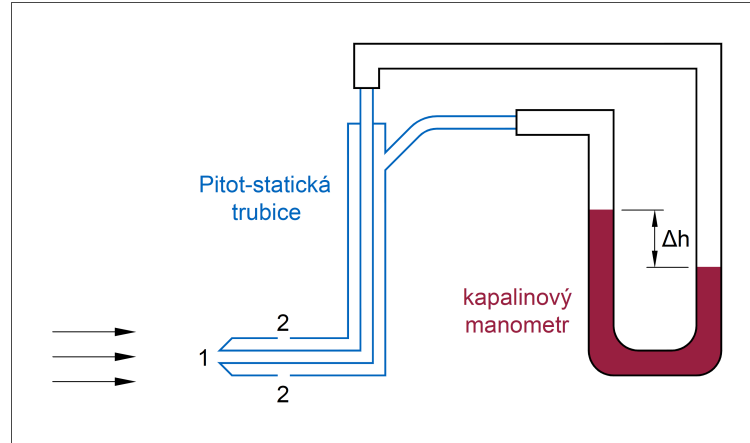 Pitot-statická
trubice
Δh
kapalinový
manometr
2
1
2